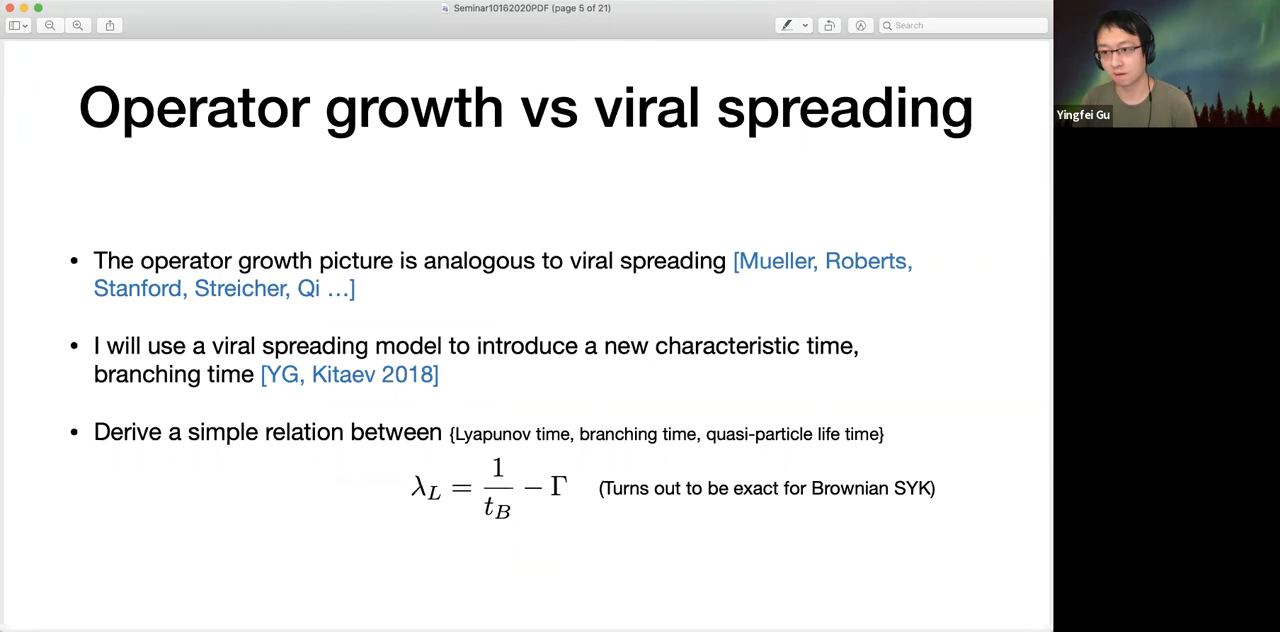 Seminar10162020PDF (page 5 of 21)
Search
Operator growth vs viral spreading
• The operator growth picture is analogous to viral spreading [Mueller, Roberts,
Stanford, Streicher, Qi …]
• I will use a viral spreading model to introduce a new characteristic time,
branching time [YG, Kitaev 2018]
• Derive a simple relation between {Lyapunov time, branching time, quasi-particle life time}
λ_L = 1/t_B − Γ (Turns out to be exact for Brownian SYK)
Yingfei Gu